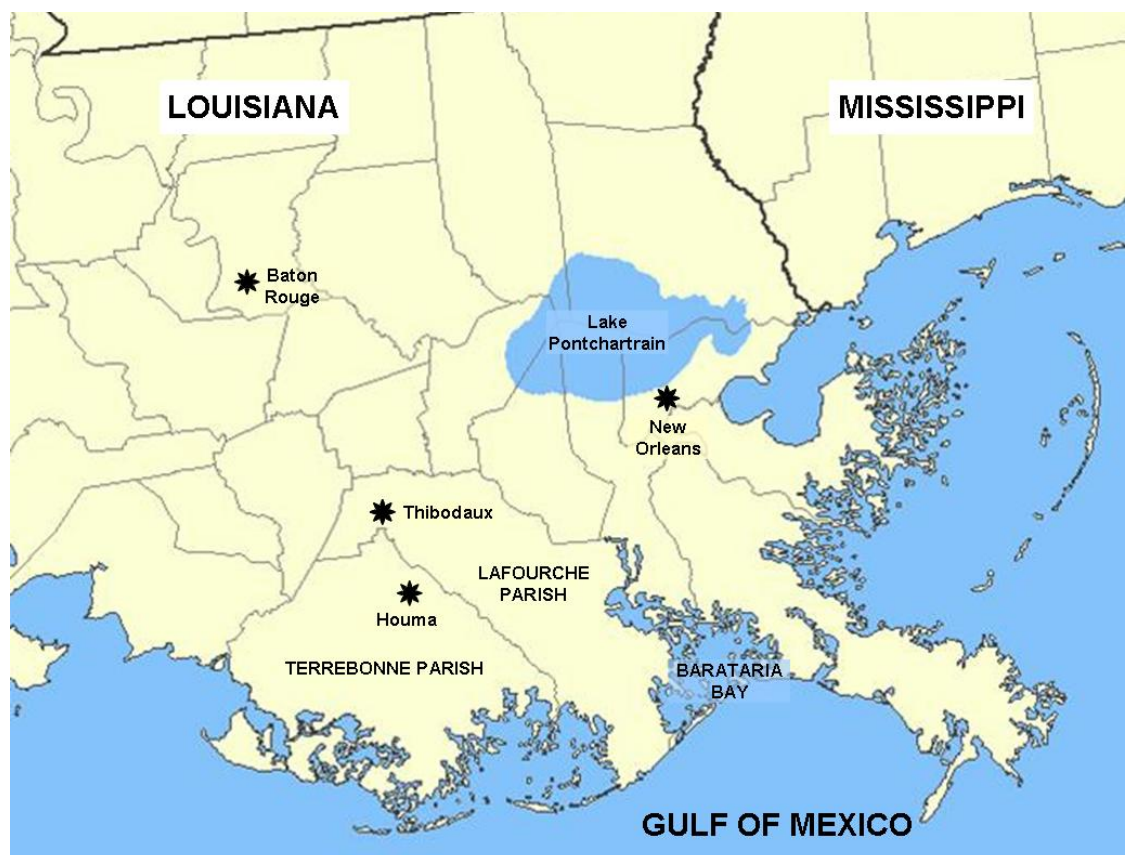 LOUISIANA
MISSISSIPPI
Baton
Rouge
Lake
Pontchartrain
New
Orleans
Thibodaux
LAFOURCHE
PARISH
Houma
TERREBONNE PARISH
BARATARIA
BAY
GULF OF MEXICO